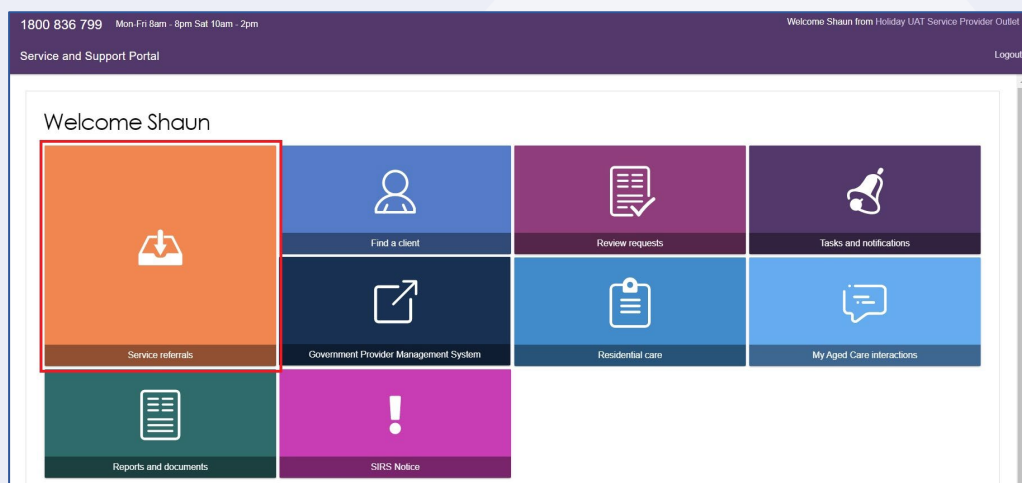 1800 836 799 Mon-Fri 8am - 8pm Sat 10am - 2pm
Welcome Shaun from Holiday UAT Service Provider Outlet
Service and Support Portal
Logout
Welcome Shaun
Find a client
Review requests
Tasks and notifications
Service referrals
Government Provider Management System
Residential care
My Aged Care interactions
Reports and documents
SIRS Notice